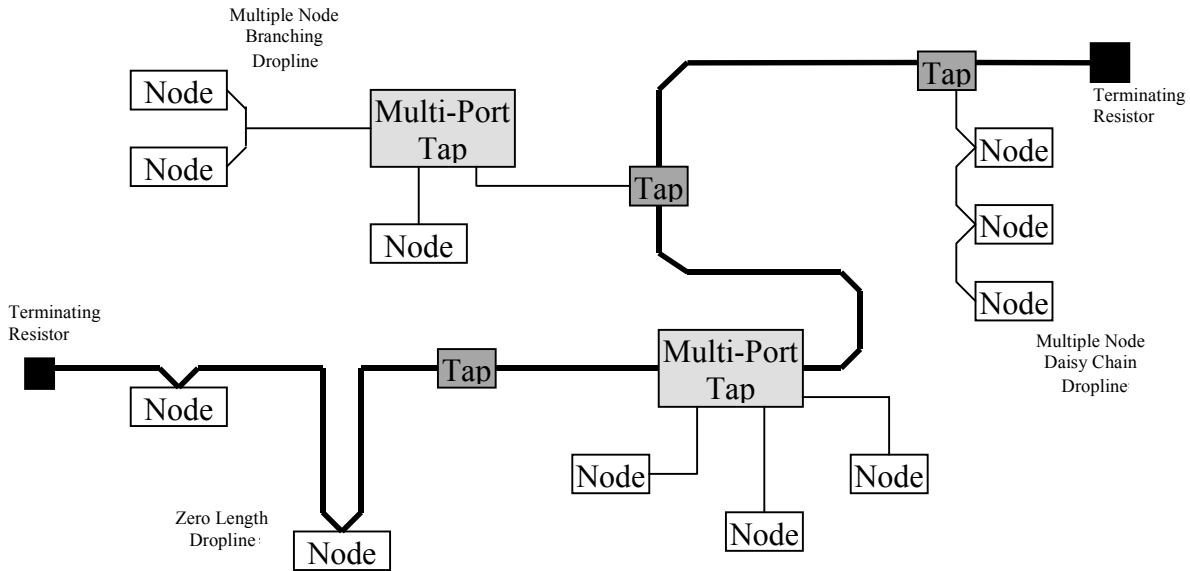 Multiple Node
Branching
Dropline
Node
Node
Multi-Port
Tap
Node
Tap
Tap
Terminating
Resistor
Node
Node
Node
Multiple Node
Daisy Chain
Dropline
Terminating
Resistor
Node
Zero Length
Dropline
Node
Tap
Multi-Port
Tap
Node
Node
Node